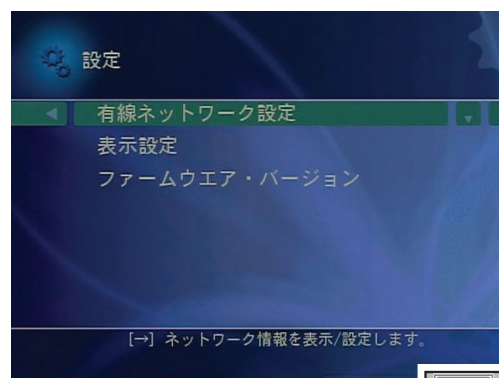 設定
有線ネットワーク設定
表示設定
ファームウエア・バージョン
[→] ネットワーク情報を表示/設定します。